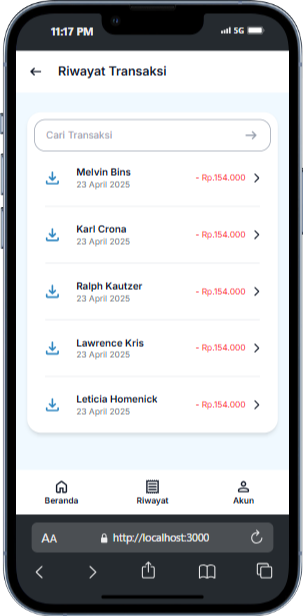 11:17 PM
5G
Riwayat Transaksi
Cari Transaksi
Melvin Bins
23 April 2025
- Rp.154.000
Karl Crona
23 April 2025
- Rp.154.000
Ralph Kautzer
23 April 2025
- Rp.154.000
Lawrence Kris
23 April 2025
- Rp.154.000
Leticia Homenick
23 April 2025
- Rp.154.000
Beranda
Riwayat
Akun
AA
http://localhost:3000